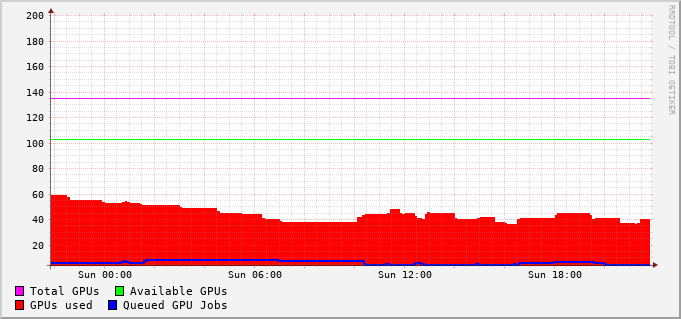 200
180
160
140
120
100
80
60
40
20
Sun 00:00
Sun 06:00
Sun 12:00
Sun 18:00
Total GPUs
Available GPUs
GPUs used
Queued GPU Jobs
RRDTOOL / TOBI OETIKER